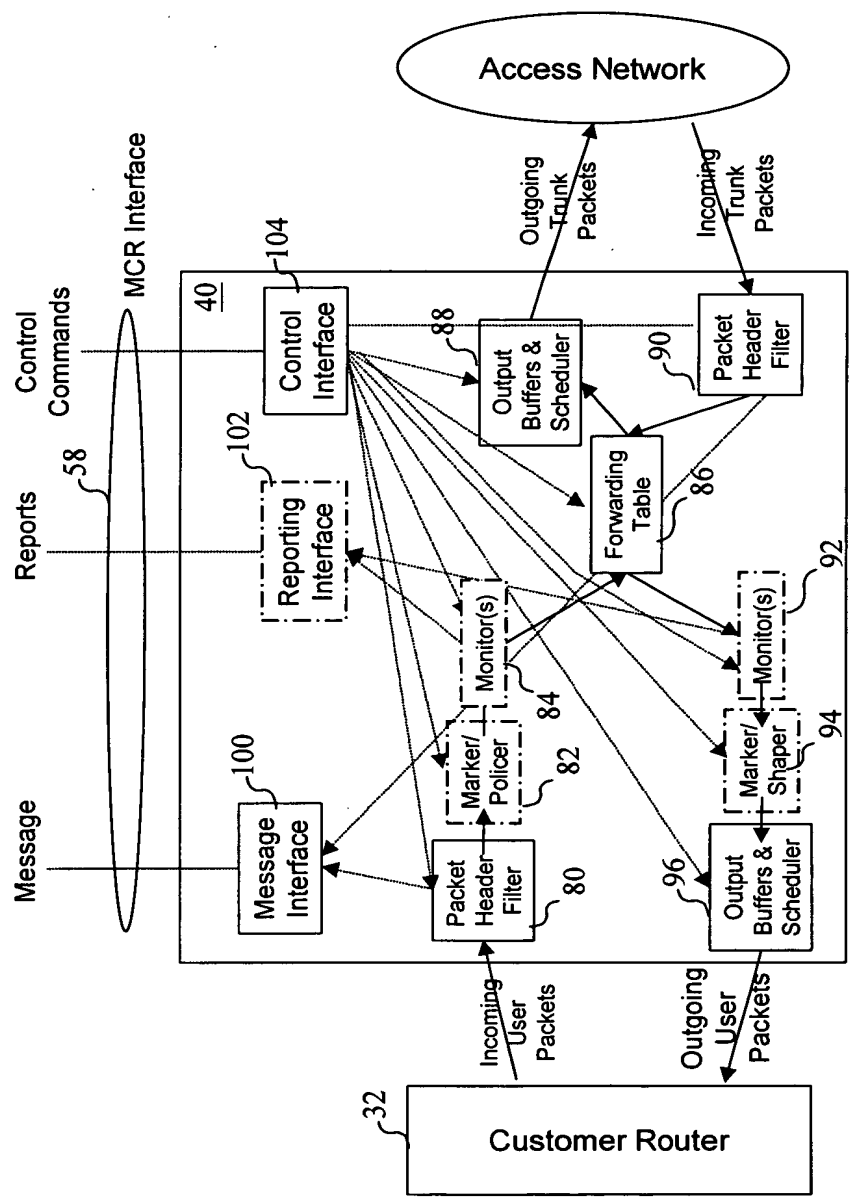 Message
Reports
Control
Commands
58
MCR Interface
40
100
Message
Interface
102
Reporting
Interface
104
Control
Interface
32
Customer Router
Incoming
User
Packets
Packet
Header
Filter
80
Marker/
Policer
82
Monitor(s)
84
Forwarding
Table
86
88
Output
Buffers &
Scheduler
Outgoing
Trunk
Packets
Access Network
Incoming
Trunk
Packets
90
Packet
Header
Filter
92
Monitor(s)
Marker/
Shaper
94
96
Output
Buffers &
Scheduler
Outgoing
User
Packets